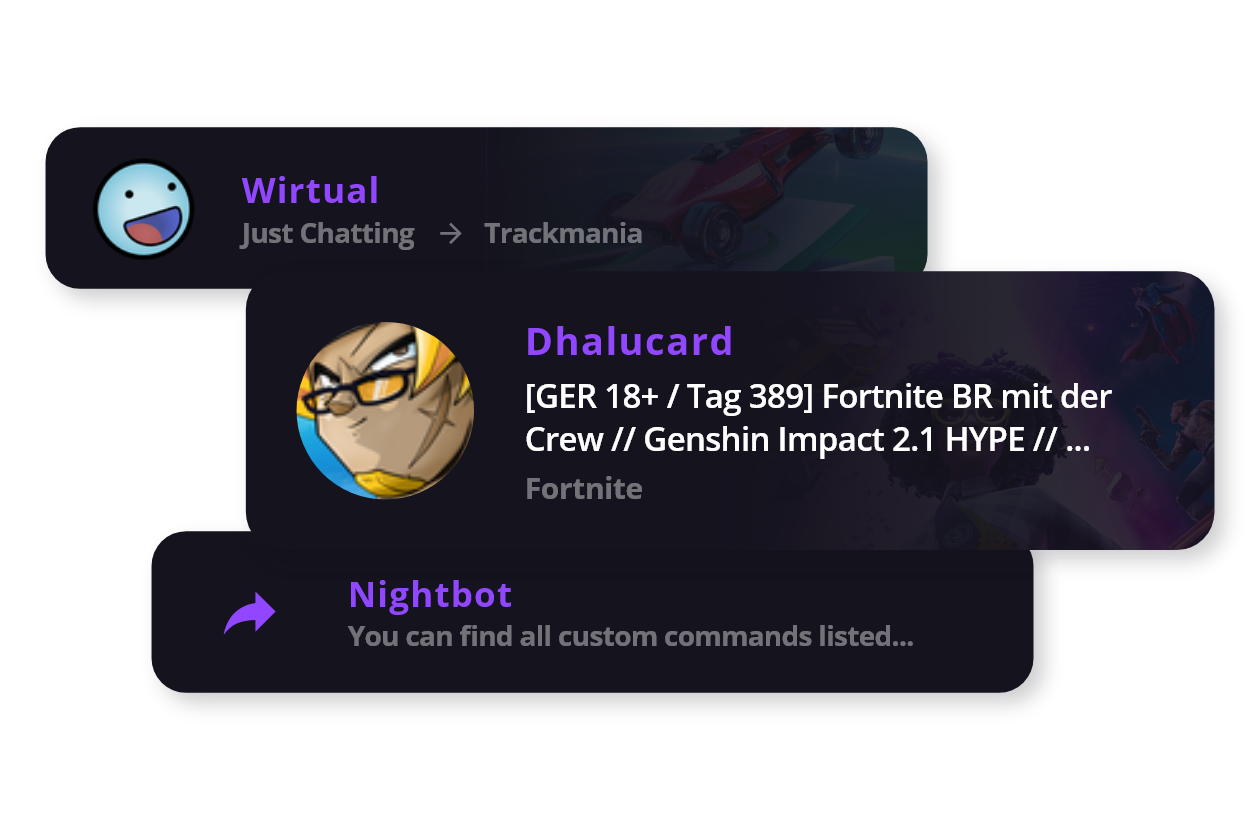 Wirtual
Just Chatting → Trackmania
Dhalucard
[GER 18+ / Tag 389] Fortnite BR mit der
Crew // Genshin Impact 2.1 HYPE // ...
Fortnite
Nightbot
You can find all custom commands listed...